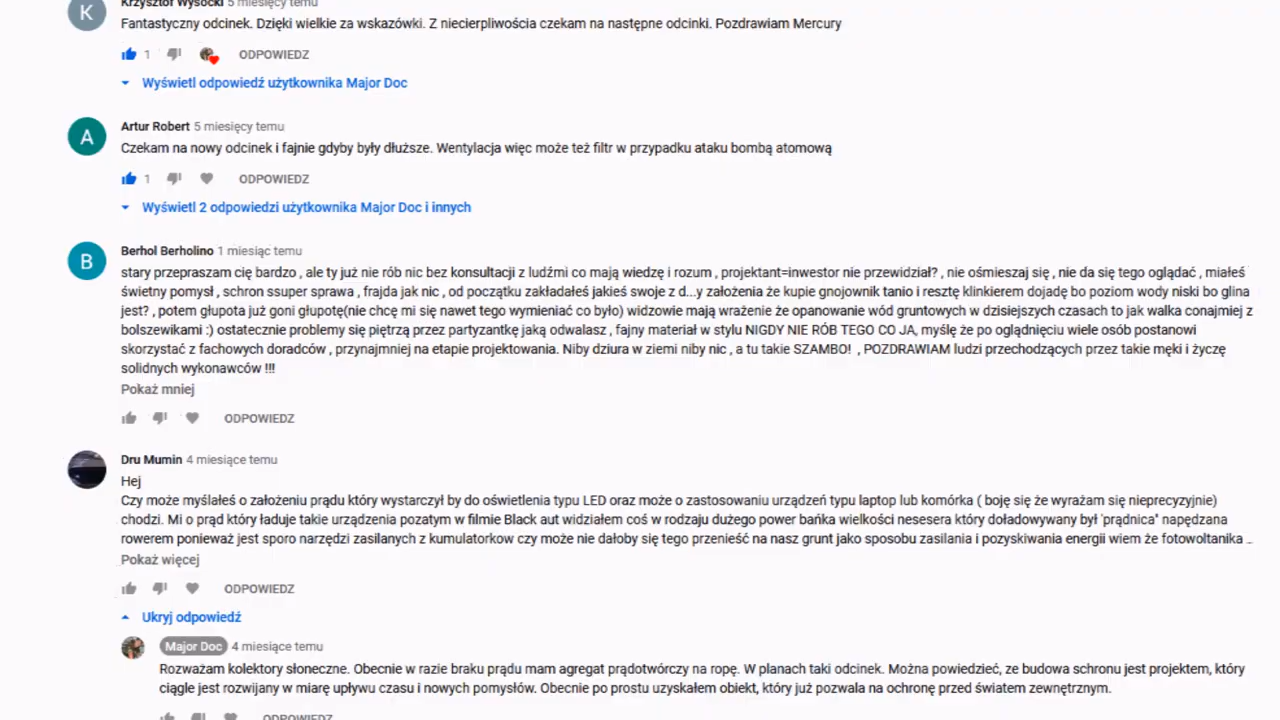 Krzysztof Wysocki 5 miesięcy temu
Fantastyczny odcinek. Dzięki wielkie za wskazówki. Z niecierpliwościa czekam na następne odcinki. Pozdrawiam Mercury
1 ODPOWIEDZ
Wyświetl odpowiedź użytkownika Major Doc
Artur Robert 5 miesięcy temu
Czekam na nowy odcinek i fajnie gdyby były dłuższe. Wentylacja więc może też filtr w przypadku ataku bombą atomową
1 ODPOWIEDZ
Wyświetl 2 odpowiedzi użytkownika Major Doc i innych
Berhol Berholino 1 miesiąc temu
stary przepraszam cię bardzo , ale ty już nie rób nic bez konsultacji z ludźmi co mają wiedzę i rozum , projektant=inwestor nie przewidział? , nie ośmieszaj się , nie da się tego oglądać , miałeś
świetny pomysł , schron ssuper sprawa , frajda jak nic , od początku zakładałeś jakieś swoje z d...y założenia że kupie gnojownik tanio i resztę klinkierem dojadę bo poziom wody niski bo glina
jest? , potem głupota już goni głupotę(nie chcę mi się nawet tego wymieniać co było) widzowie mają wrażenie że opanowanie wód gruntowych w dzisiejszych czasach to jak walka conajmiej z
bolszewikami :) ostatecznie problemy się piętrzą przez partyzantkę jaką odwalasz , fajny materiał w stylu NIGDY NIE RÓB TEGO CO JA, myślę że po oglądnięciu wiele osób postanowi
skorzystać z fachowych doradców , przynajmniej na etapie projektowania. Niby dziura w ziemi niby nic , a tu takie SZAMBO! , POZDRAWIAM ludzi przechodzących przez takie męki i życzę
solidnych wykonawców !!!
Pokaż mniej
ODPOWIEDZ
Dru Mumin 4 miesiące temu
Hej
Czy może myślałeś o założeniu prądu który wystarczył by do oświetlenia typu LED oraz może o zastosowaniu urządzeń typu laptop lub komórka ( boję się że wyrażam się nieprecyzyjnie)
chodzi. Mi o prąd który ładuje takie urządzenia pozatym w filmie Black aut widziałem coś w rodzaju dużego power bańka wielkości nesesera który doładowywany był 'prądnica" napędzana
rowerem ponieważ jest sporo narzędzi zasilanych z kumulatorkow czy może nie dałoby się tego przenieść na nasz grunt jako sposobu zasilania i pozyskiwania energii wiem że fotowoltanika ...
Pokaż więcej
ODPOWIEDZ
Ukryj odpowiedź
Major Doc 4 miesiące temu
Rozważam kolektory słoneczne. Obecnie w razie braku prądu mam agregat prądotwórczy na ropę. W planach taki odcinek. Można powiedzieć, ze budowa schronu jest projektem, który
ciągle jest rozwijany w miarę upływu czasu i nowych pomysłów. Obecnie po prostu uzyskałem obiekt, który już pozwala na ochronę przed światem zewnętrznym.
ODPOWIEDZ